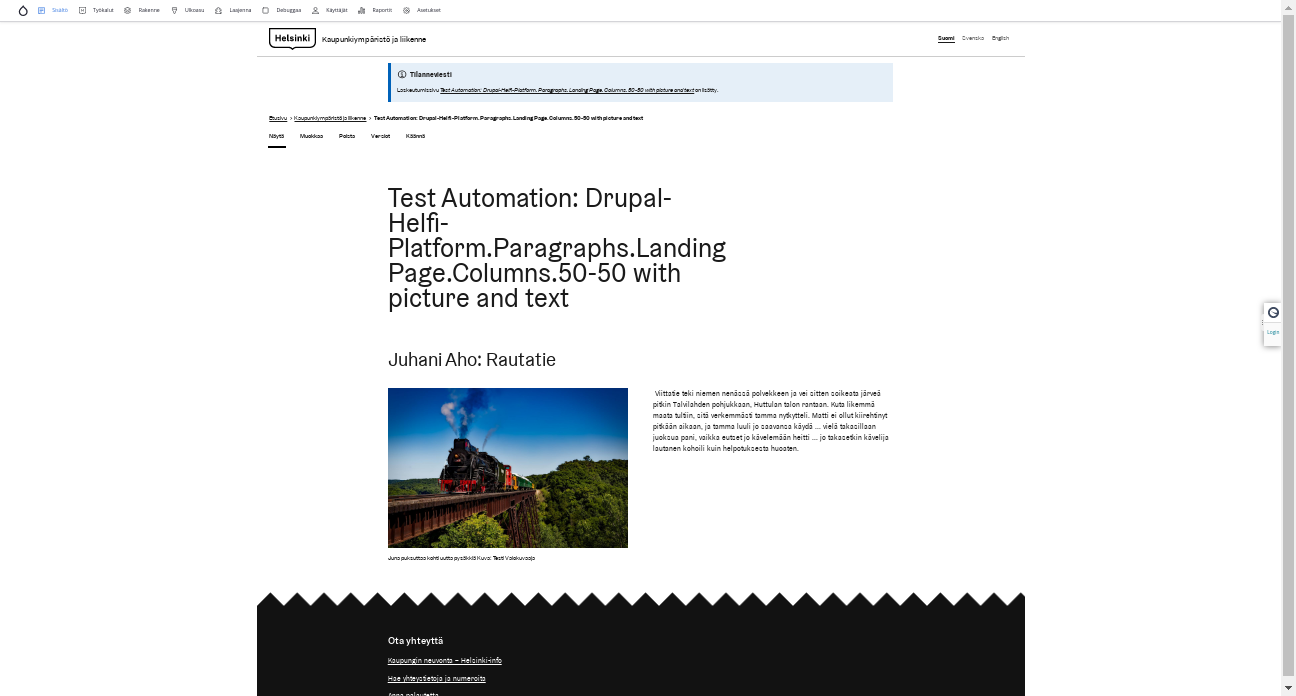 Sisältö Työkalut Rakenne Ulkoasu Laajenna Debuggaa Käyttäjät Raportit Asetukset
Helsinki Kaupunkiympäristö ja liikenne Suomi Svenska English
Tilanneviesti
Laskeutumissivu Test Automation: Drupal-Helfi-Platform.Paragraphs.Landing Page.Columns.50-50 with picture and text on lisätty.
Etusivu > Kaupunkiympäristö ja liikenne > Test Automation: Drupal-Helfi-Platform.Paragraphs.Landing Page.Columns.50-50 with picture and text
Näytä Muokkaa Poista Versiot Käännä
Test Automation: Drupal-
Helfi-
Platform.Paragraphs.Landing
Page.Columns.50-50 with
picture and text
Login
Juhani Aho: Rautatie
Viittatie teki niemen nenässä polvekkeen ja vei sitten soikeata järveä
pitkin Talvilahden pohjukkaan, Huttulan talon rantaan. Kuta likemmä
maata tultiin, sitä verkemmästi tamma nytkytteli. Matti ei ollut kiirehtinyt
pitkään aikaan, ja tamma luuli jo saavansa käydä ... vielä takasillaan
juoksua pani, vaikka eutset jo kävelemään heitti ... jo takasetkin kävelijä
lautanen kohoili kuin helpotuksesta huoaten.
Juna puksuttaa kohti uutta pysäkkiä Kuva: Testi Valokuvaaja
Ota yhteyttä
Kaupungin neuvonta – Helsinki-info
Hae yhteystietoja ja numeroita
Anna palautetta